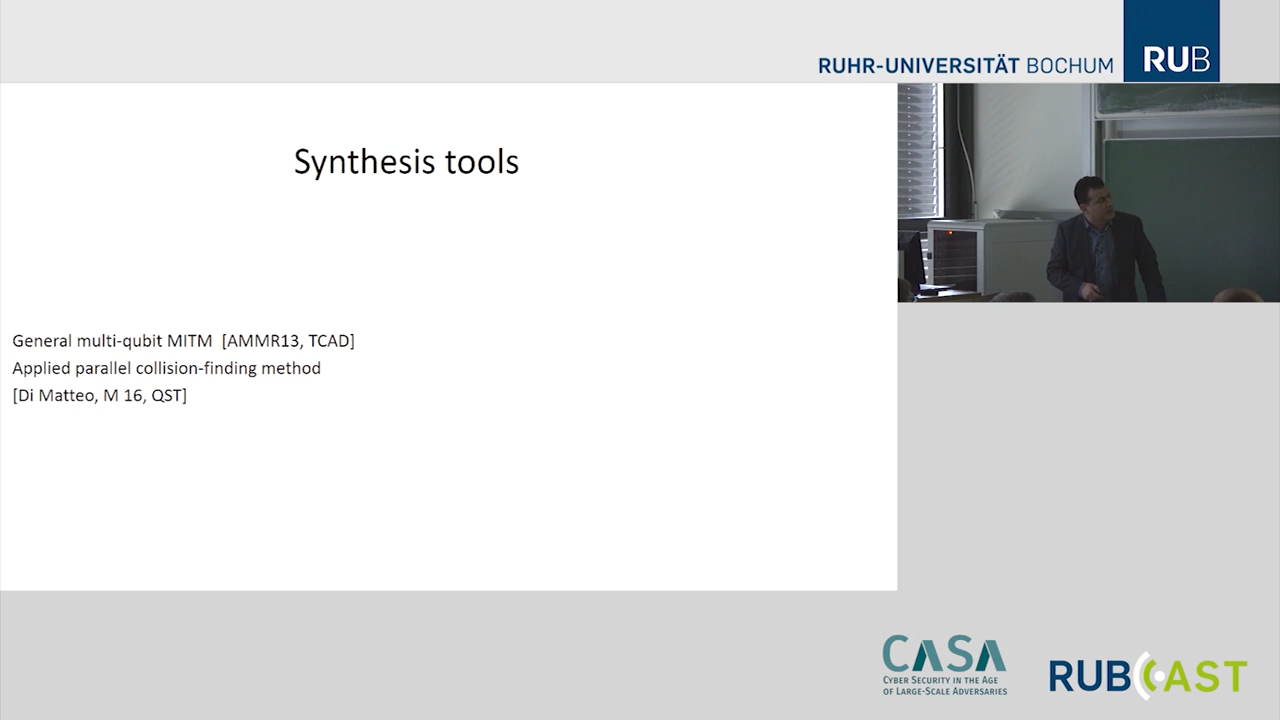 RUHR-UNIVERSITÄT BOCHUM
RUB
Synthesis tools
General multi-qubit MITM [AMMR13, TCAD]
Applied parallel collision-finding method
[Di Matteo, M 16, QST]
CASA
CYBER SECURITY IN THE AGE
OF LARGE-SCALE ADVERSARIES
RUBCAST